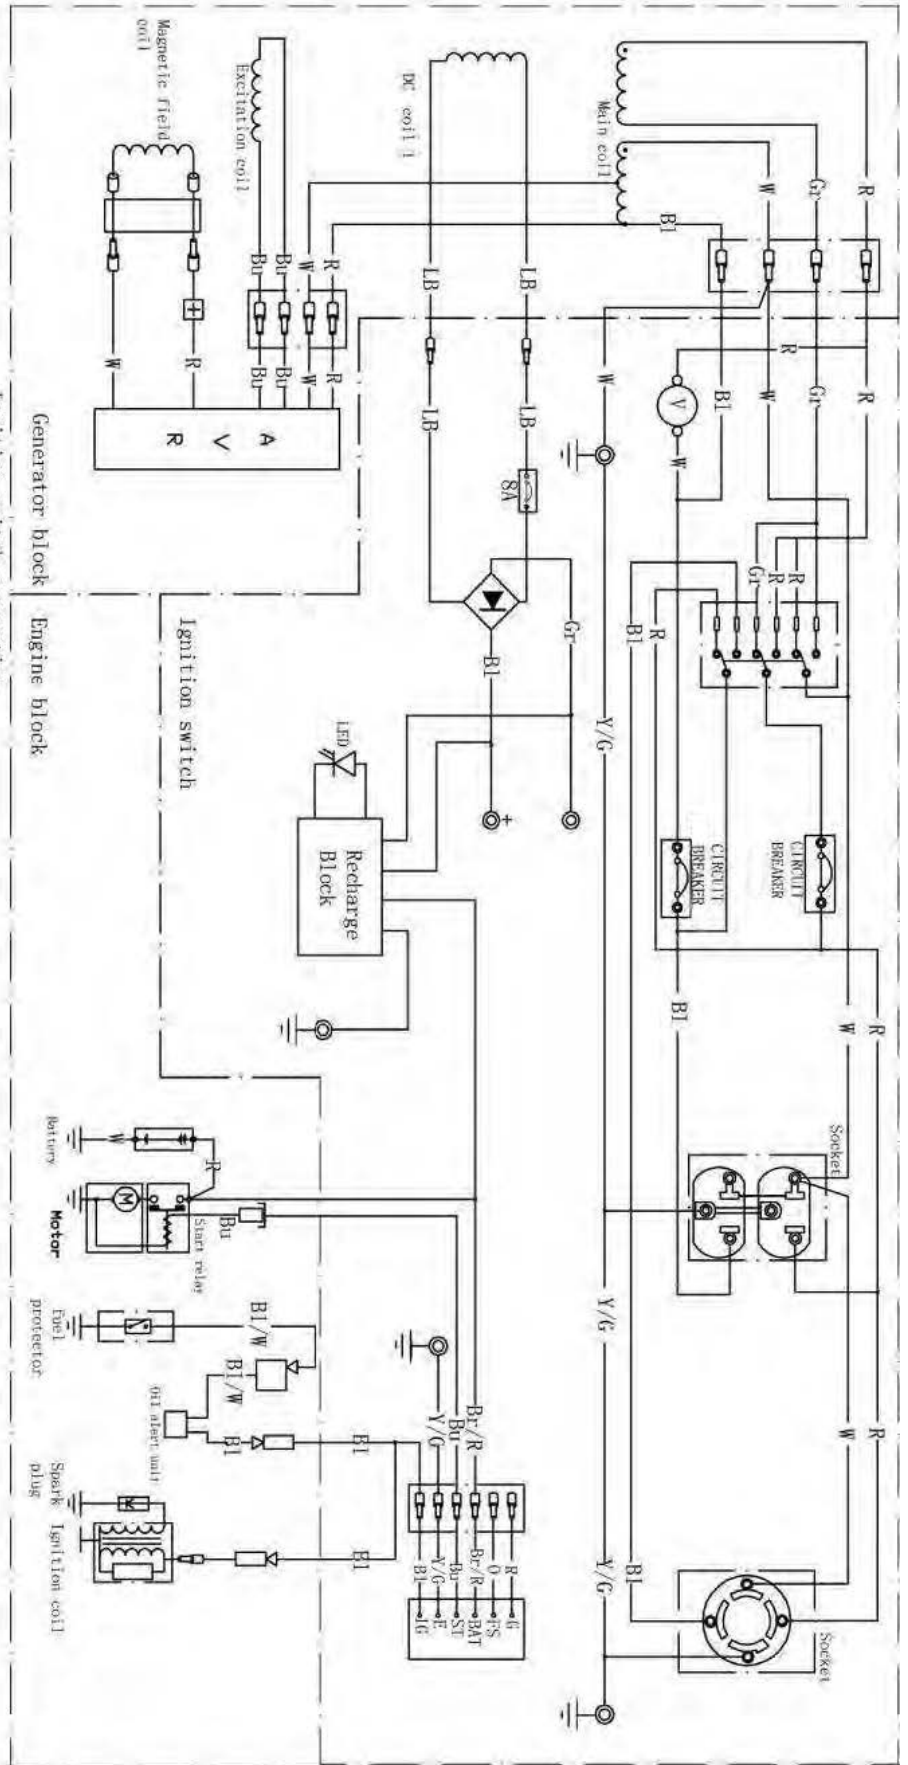 Magnetic field
coil
Excitation coil
DC coil 1
Main coil
W
Gr
R
Bl
Bu
Bu
W
R
LB
LB
W
R
Bu
Bu
W
R
LB
LB
W
R
Bl
W
Gr
R
V
W
A
V
R
8A
Generator block
Engine block
Ignition switch
Gr
Bl
Gr
R
R
Bl
R
Y/G
LED
+
Recharge
Block
CIRCUIT
BREAKER
CIRCUIT
BREAKER
Bl
W
R
Socket
Battery
W
R
M
Motor
Start relay
Bu
Fuel
protector
Bl/W
Bl/W
Oil alert unit
Bl
Bl
Spark
plug
Ignition coil
Bl
Y/G
Bu
Br/R
Bl
Y/G
Bu
Br/R
O
R
IG
E
ST
BAT
FS
G
Y/G
W
R
Y/G
Bl
Socket